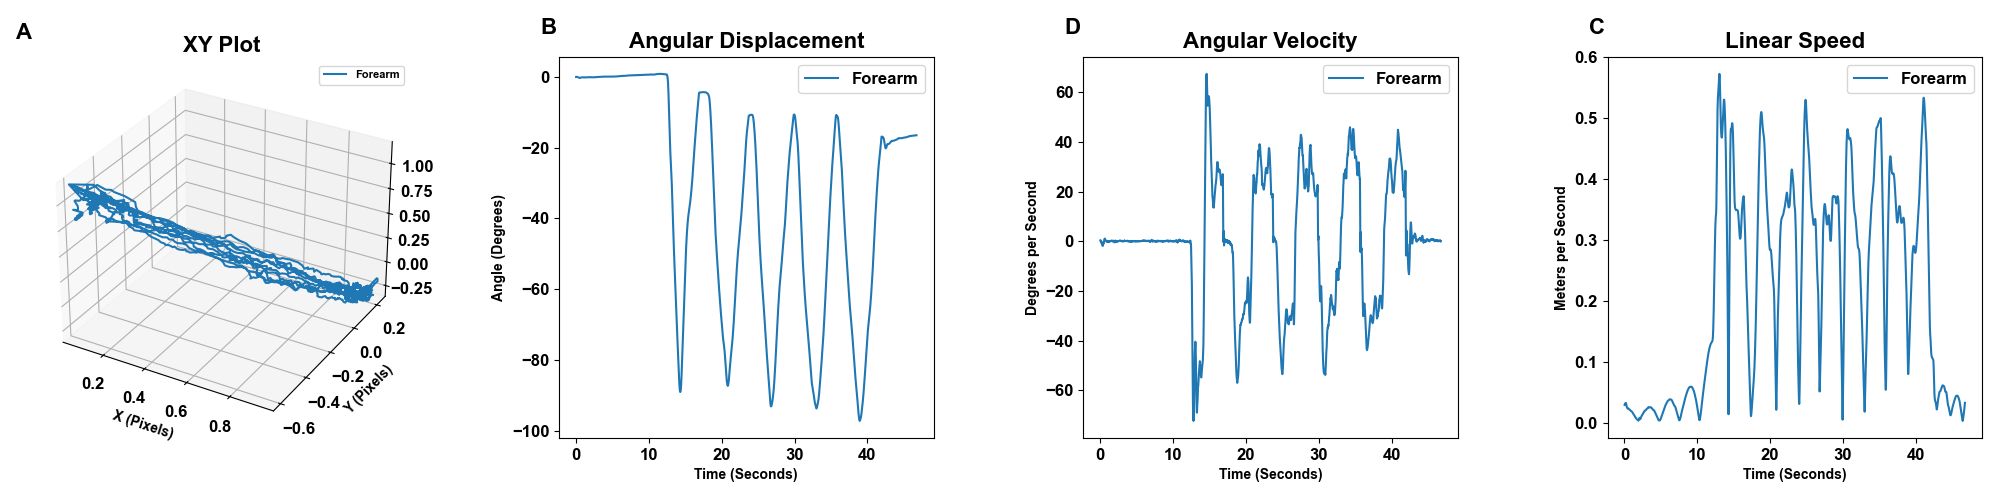 A
XY Plot
Forearm
1.00
0.75
0.50
0.25
0.00
−0.25
0.2
0.0
−0.2
−0.4
−0.6
Y (Pixels)
0.2
0.4
0.6
0.8
X (Pixels)
B
Angular Displacement
Forearm
0
−20
−40
−60
−80
−100
Angle (Degrees)
0
10
20
30
40
Time (Seconds)
D
Angular Velocity
Forearm
60
40
20
0
−20
−40
−60
Degrees per Second
0
10
20
30
40
Time (Seconds)
C
Linear Speed
Forearm
0.6
0.5
0.4
0.3
0.2
0.1
0.0
Meters per Second
0
10
20
30
40
Time (Seconds)